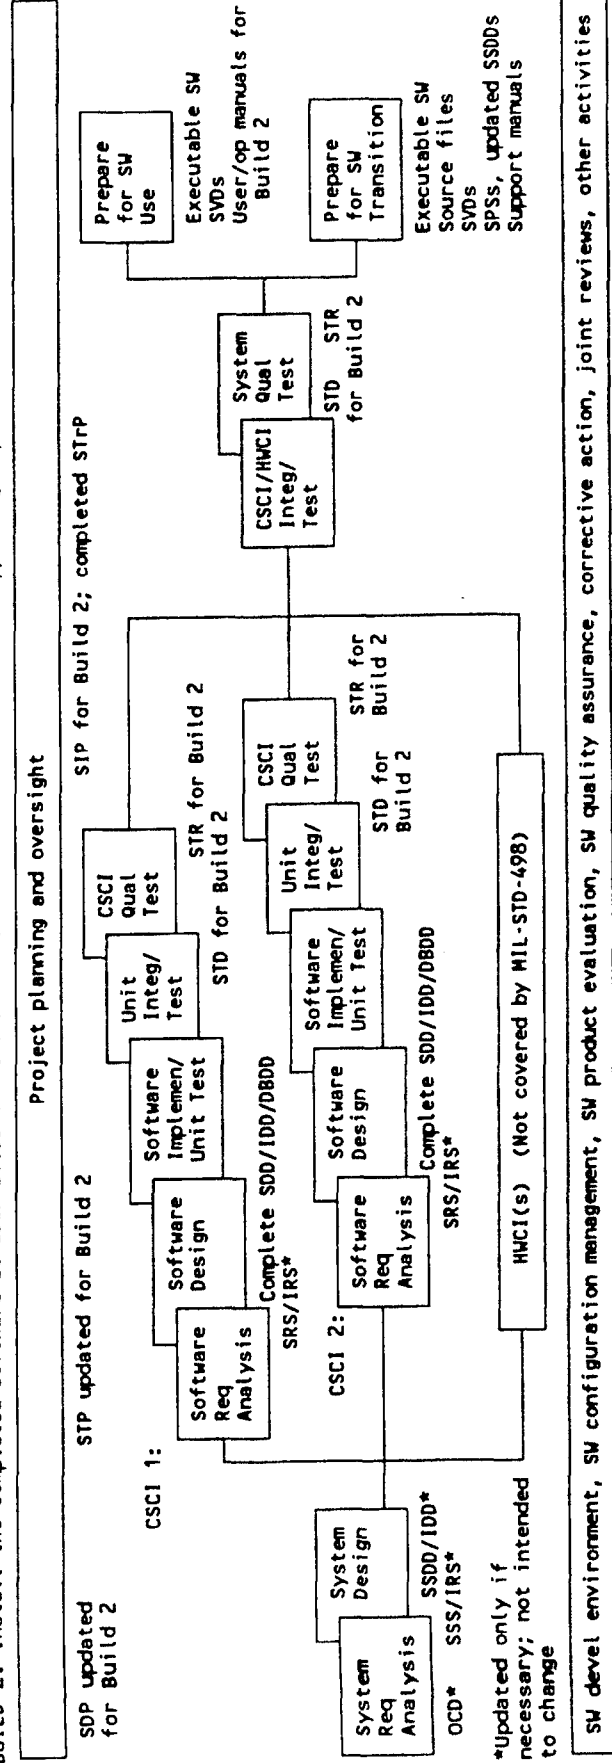 Project planning and oversight
SDP updated
for Build 2
STP updated for Build 2
SIP for Build 2; completed STrP
CSCI 1:
Software
Req
Analysis
Software
Design
Software
Implemen/
Unit Test
Unit
Integ/
Test
CSCI
Qual
Test
SRS/IRS*
Complete SDD/IDD/DBDD
STD for Build 2
STR for Build 2
System
Req
Analysis
System
Design
OCD*
SSS/IRS*
SSDD/IDD*
*Updated only if
necessary; not intended
to change
CSCI 2:
Software
Req
Analysis
Software
Design
Software
Implemen/
Unit Test
Unit
Integ/
Test
CSCI
Qual
Test
SRS/IRS*
Complete SDD/IDD/DBDD
STD for
Build 2
STR for
Build 2
HWCI(s) (Not covered by MIL-STD-498)
CSCI/HWCI
Integ/
Test
System
Qual
Test
STD STR
for Build 2
Prepare
for SW
Use
Executable SW
SVDs
User/op manuals for
Build 2
Prepare
for SW
Transition
Executable SW
Source files
SVDs
SPSs, updated SSDDs
Support manuals
SW devel environment, SW configuration management, SW product evaluation, SW quality assurance, corrective action, joint reviews, other activities